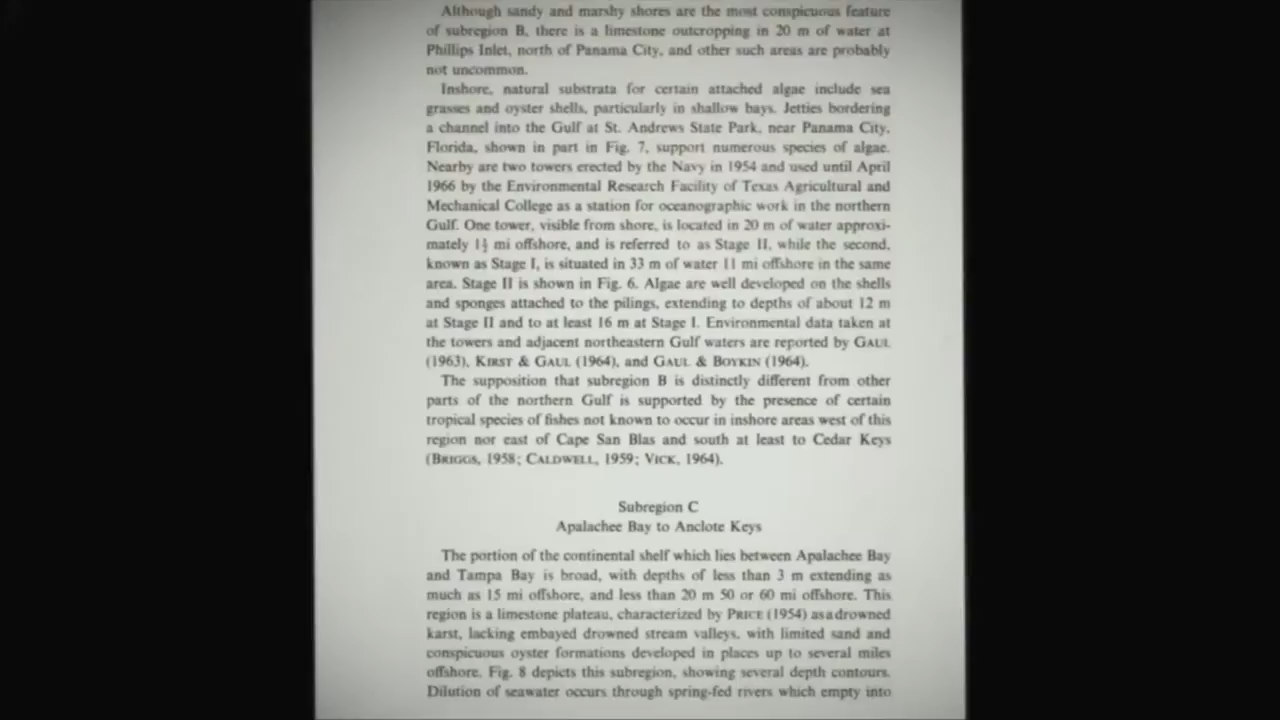 Although sandy and marshy shores are the most conspicuous feature
of subregion B, there is a limestone outcropping in 20 m of water at
Phillips Inlet, north of Panama City, and other such areas are probably
not uncommon.
Inshore, natural substrata for certain attached algae include sea
grasses and oyster shells, particularly in shallow bays. Jetties bordering
a channel into the Gulf at St. Andrews State Park, near Panama City,
Florida, shown in part in Fig. 7, support numerous species of algae.
Nearby are two towers erected by the Navy in 1954 and used until April
1966 by the Environmental Research Facility of Texas Agricultural and
Mechanical College as a station for oceanographic work in the northern
Gulf. One tower, visible from shore, is located in 20 m of water approxi-
mately 1½ mi offshore, and is referred to as Stage II, while the second,
known as Stage I, is situated in 33 m of water 11 mi offshore in the same
area. Stage II is shown in Fig. 6. Algae are well developed on the shells
and sponges attached to the pilings, extending to depths of about 12 m
at Stage II and to at least 16 m at Stage I. Environmental data taken at
the towers and adjacent northeastern Gulf waters are reported by GAUL
(1963), KIRST & GAUL (1964), and GAUL & BOYKIN (1964).
The supposition that subregion B is distinctly different from other
parts of the northern Gulf is supported by the presence of certain
tropical species of fishes not known to occur in inshore areas west of this
region nor east of Cape San Blas and south at least to Cedar Keys
(BRIGGS, 1958; CALDWELL, 1959; VICK, 1964).
Subregion C
Apalachee Bay to Anclote Keys
The portion of the continental shelf which lies between Apalachee Bay
and Tampa Bay is broad, with depths of less than 3 m extending as
much as 15 mi offshore, and less than 20 m 50 or 60 mi offshore. This
region is a limestone plateau, characterized by PRICE (1954) as a drowned
karst, lacking embayed drowned stream valleys, with limited sand and
conspicuous oyster formations developed in places up to several miles
offshore. Fig. 8 depicts this subregion, showing several depth contours.
Dilution of seawater occurs through spring-fed rivers which empty into